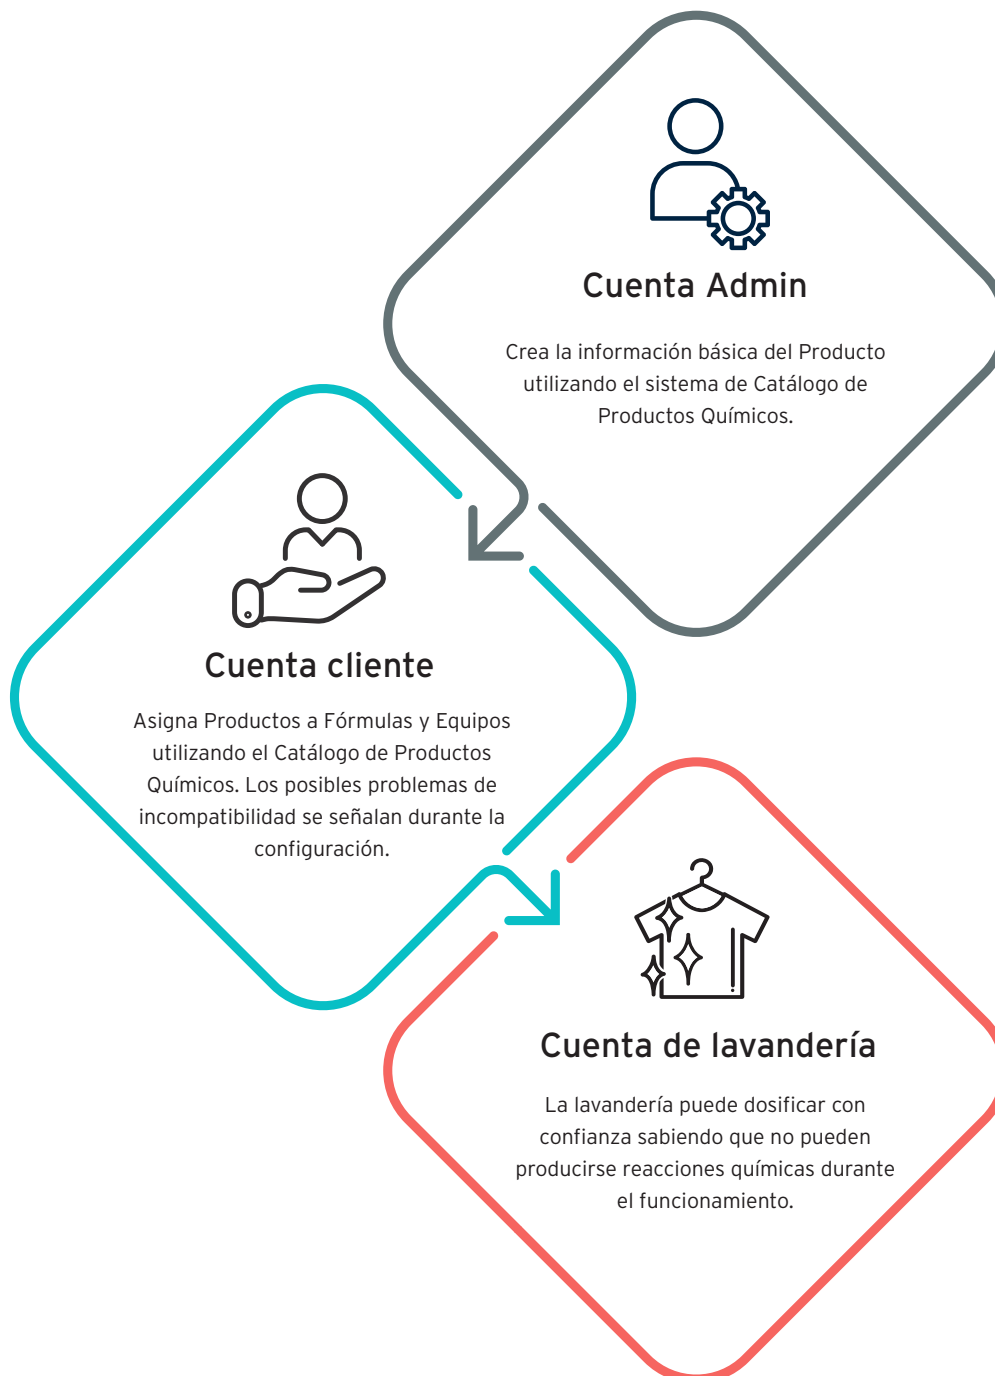 Cuenta Admin
Crea la información básica del Producto
utilizando el sistema de Catálogo de
Productos Químicos.
Cuenta cliente
Asigna Productos a Fórmulas y Equipos
utilizando el Catálogo de Productos
Químicos. Los posibles problemas de
incompatibilidad se señalan durante la
configuración.
Cuenta de lavandería
La lavandería puede dosificar con
confianza sabiendo que no pueden
producirse reacciones químicas durante
el funcionamiento.